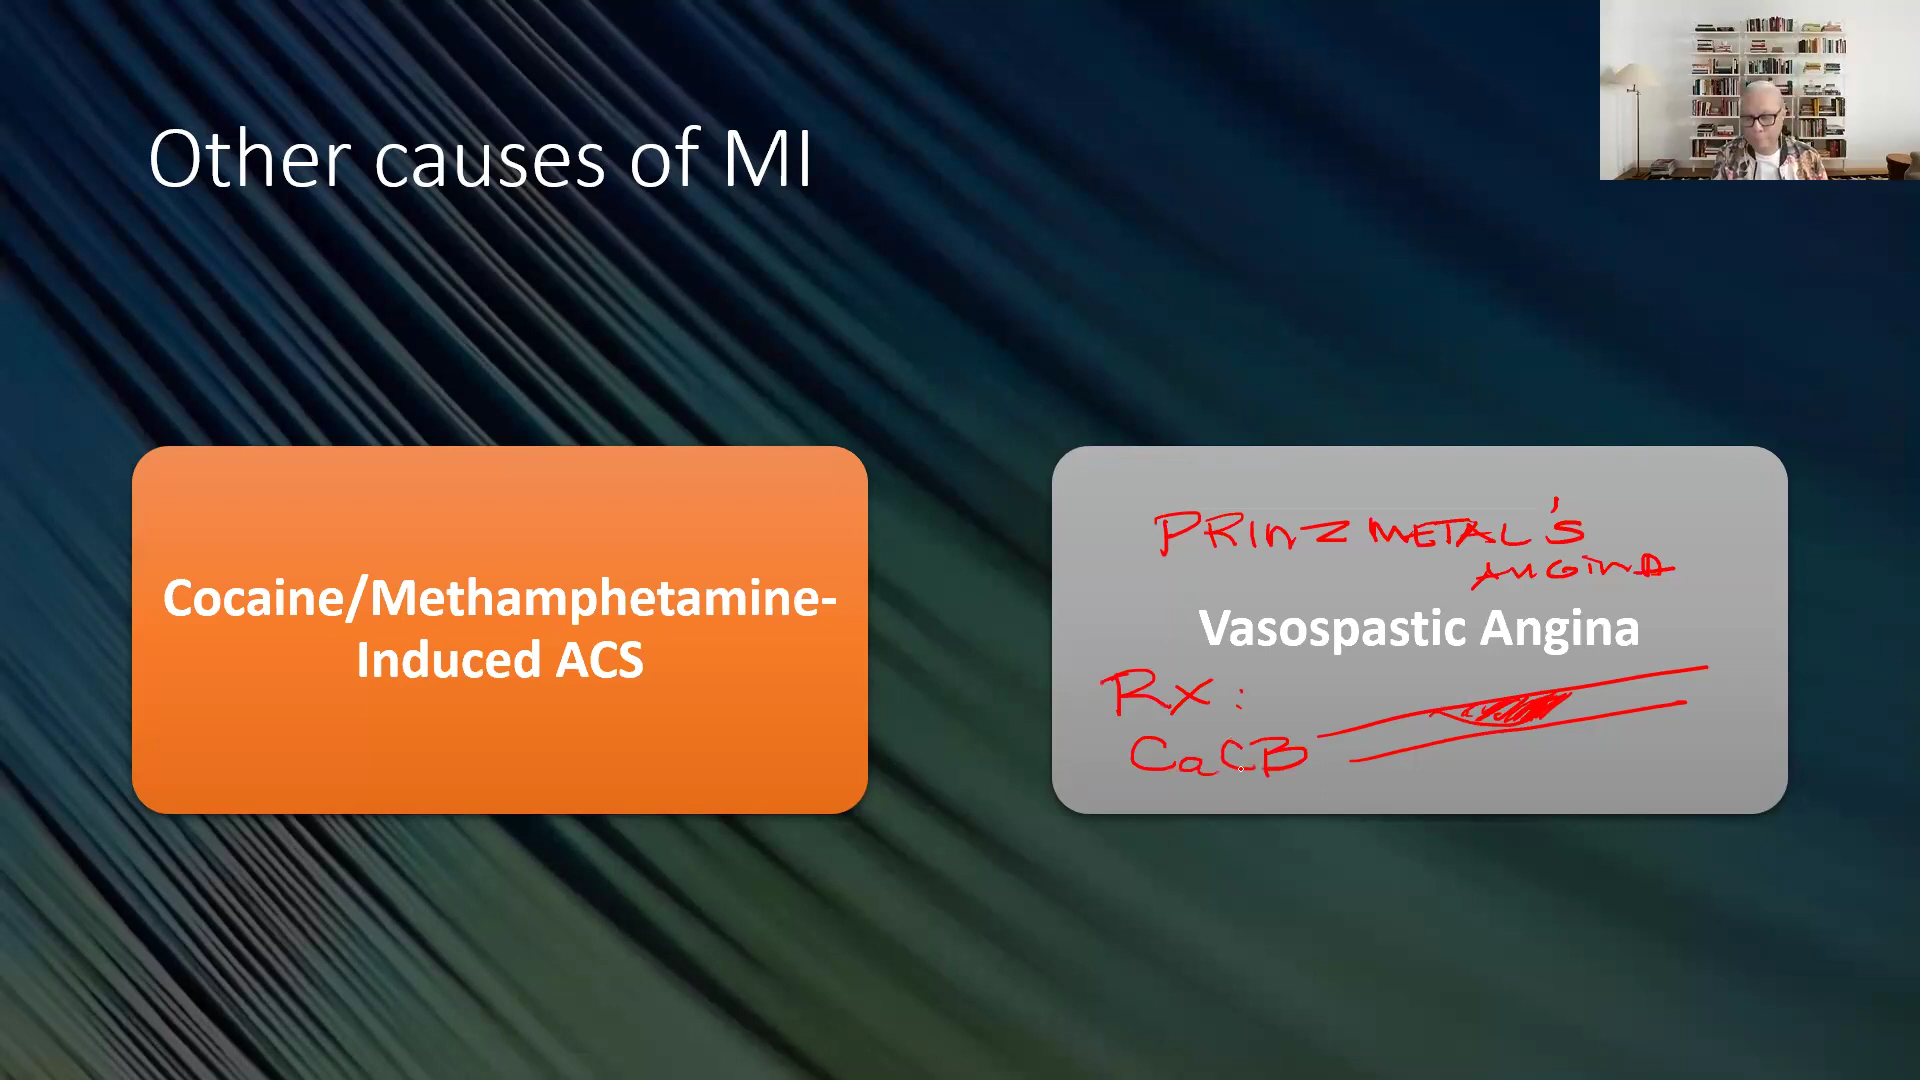 Other causes of MI
Cocaine/Methamphetamine-
Induced ACS
PRINZMETAL'S
ANGINA
Vasospastic Angina
Rx:
CaCB